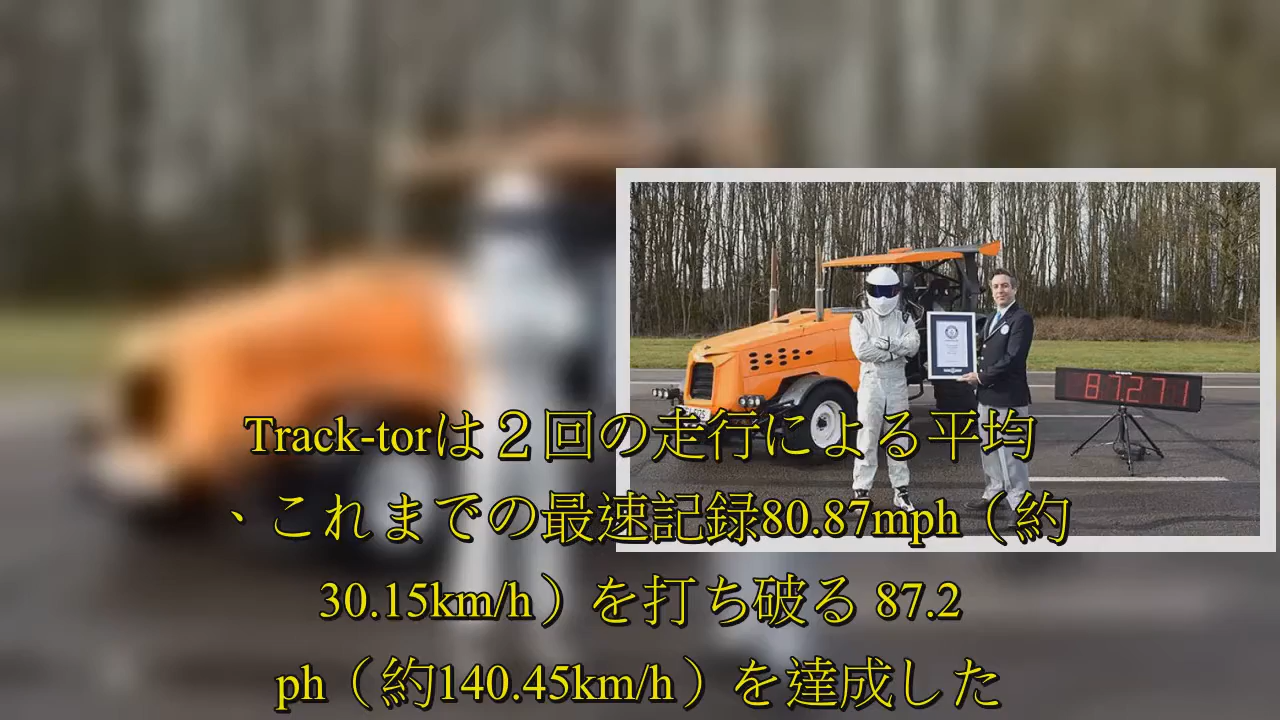 Track-torは２回の走行による平均
、これまでの最速記録80.87mph（約
30.15km/h）を打ち破る 87.2
ph（約140.45km/h）を達成した
87.271